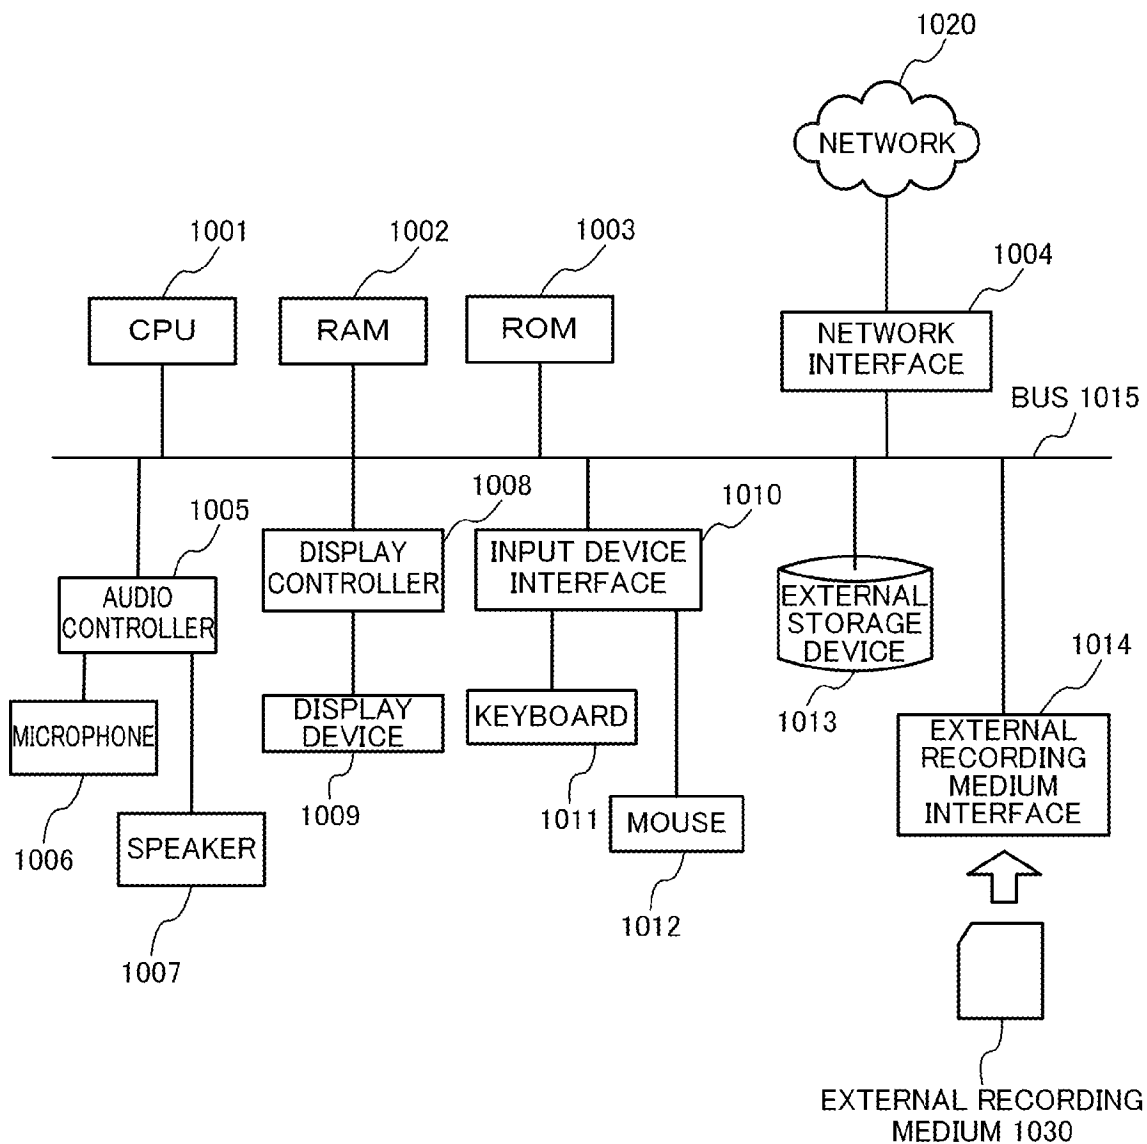 1020
NETWORK
1001
1002
1003
1004
CPU
RAM
ROM
NETWORK
INTERFACE
BUS 1015
1005
1008
1010
AUDIO
CONTROLLER
DISPLAY
CONTROLLER
INPUT DEVICE
INTERFACE
EXTERNAL
STORAGE
DEVICE
1013
1014
MICROPHONE
1006
SPEAKER
1007
DISPLAY
DEVICE
1009
KEYBOARD
1011
MOUSE
1012
EXTERNAL
RECORDING
MEDIUM
INTERFACE
EXTERNAL RECORDING
MEDIUM 1030